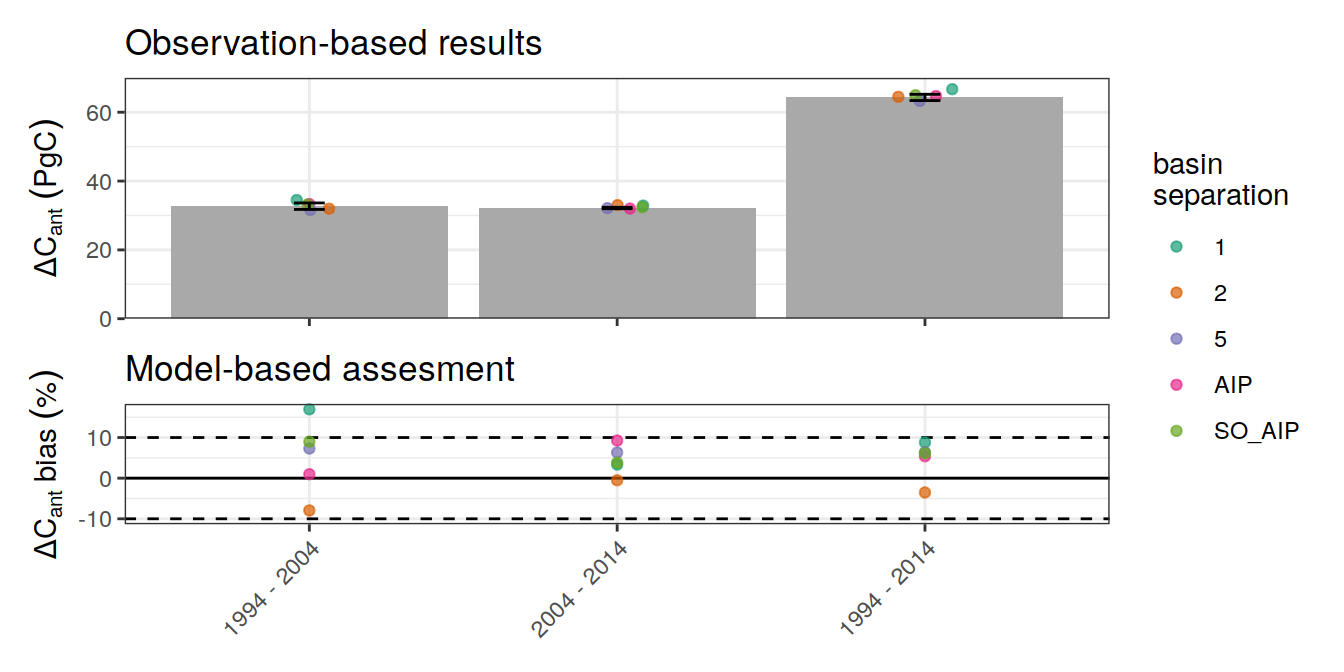 Observation-based results
ΔCant (PgC)
60
40
20
0
Model-based assesment
ΔCant bias (%)
10
0
-10
1994 - 2004
2004 - 2014
1994 - 2014
basin
separation
1
2
5
AIP
SO_AIP